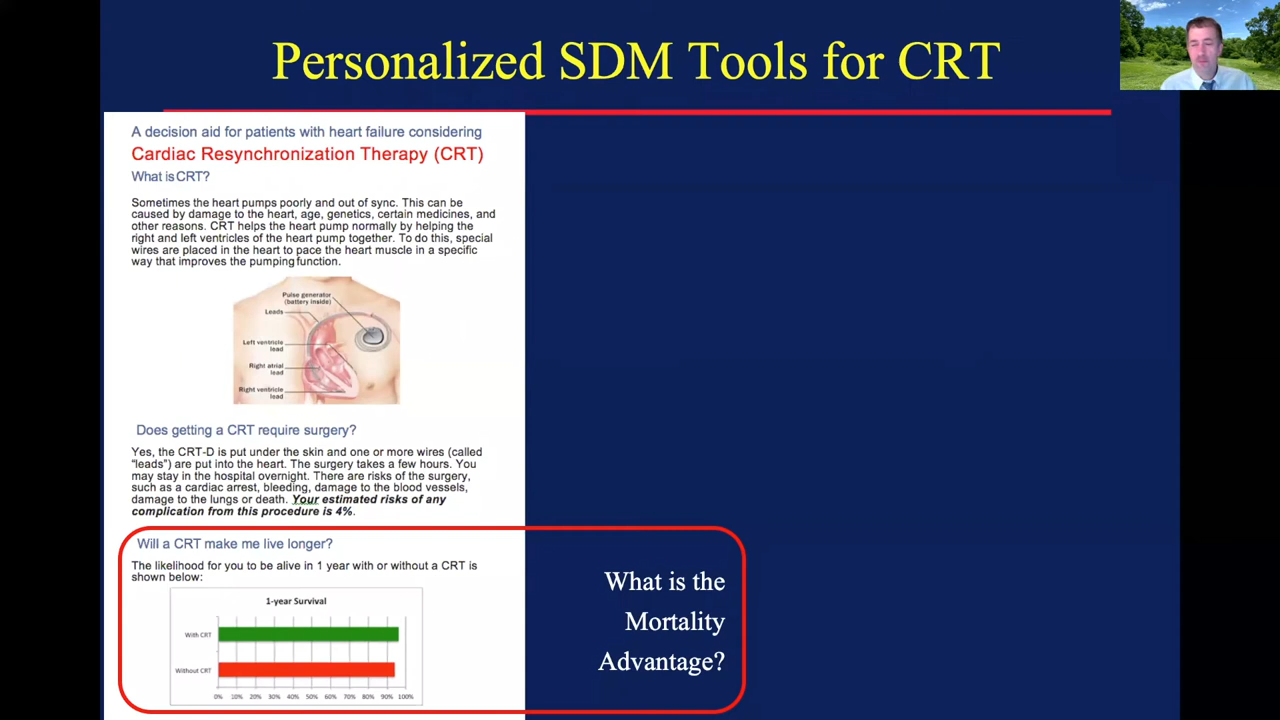 Personalized SDM Tools for CRT
A decision aid for patients with heart failure considering
Cardiac Resynchronization Therapy (CRT)
What is CRT?
Sometimes the heart pumps poorly and out of sync. This can be
caused by damage to the heart, age, genetics, certain medicines, and
other reasons. CRT helps the heart pump normally by helping the
right and left ventricles of the heart pump together. To do this, special
wires are placed in the heart to pace the heart muscle in a specific
way that improves the pumping function.
Pulse generator
(battery inside)
Leads
Left ventricle
lead
Right atrial
lead
Right ventricle
lead
Does getting a CRT require surgery?
Yes, the CRT-D is put under the skin and one or more wires (called
“leads”) are put into the heart. The surgery takes a few hours. You
may stay in the hospital overnight. There are risks of the surgery,
such as a cardiac arrest, bleeding, damage to the blood vessels,
damage to the lungs or death. Your estimated risks of any
complication from this procedure is 4%.
Will a CRT make me live longer?
The likelihood for you to be alive in 1 year with or without a CRT is
shown below:
1-year Survival
With CRT
Without CRT
0% 10% 20% 30% 40% 50% 60% 70% 80% 90% 100%
What is the
Mortality
Advantage?